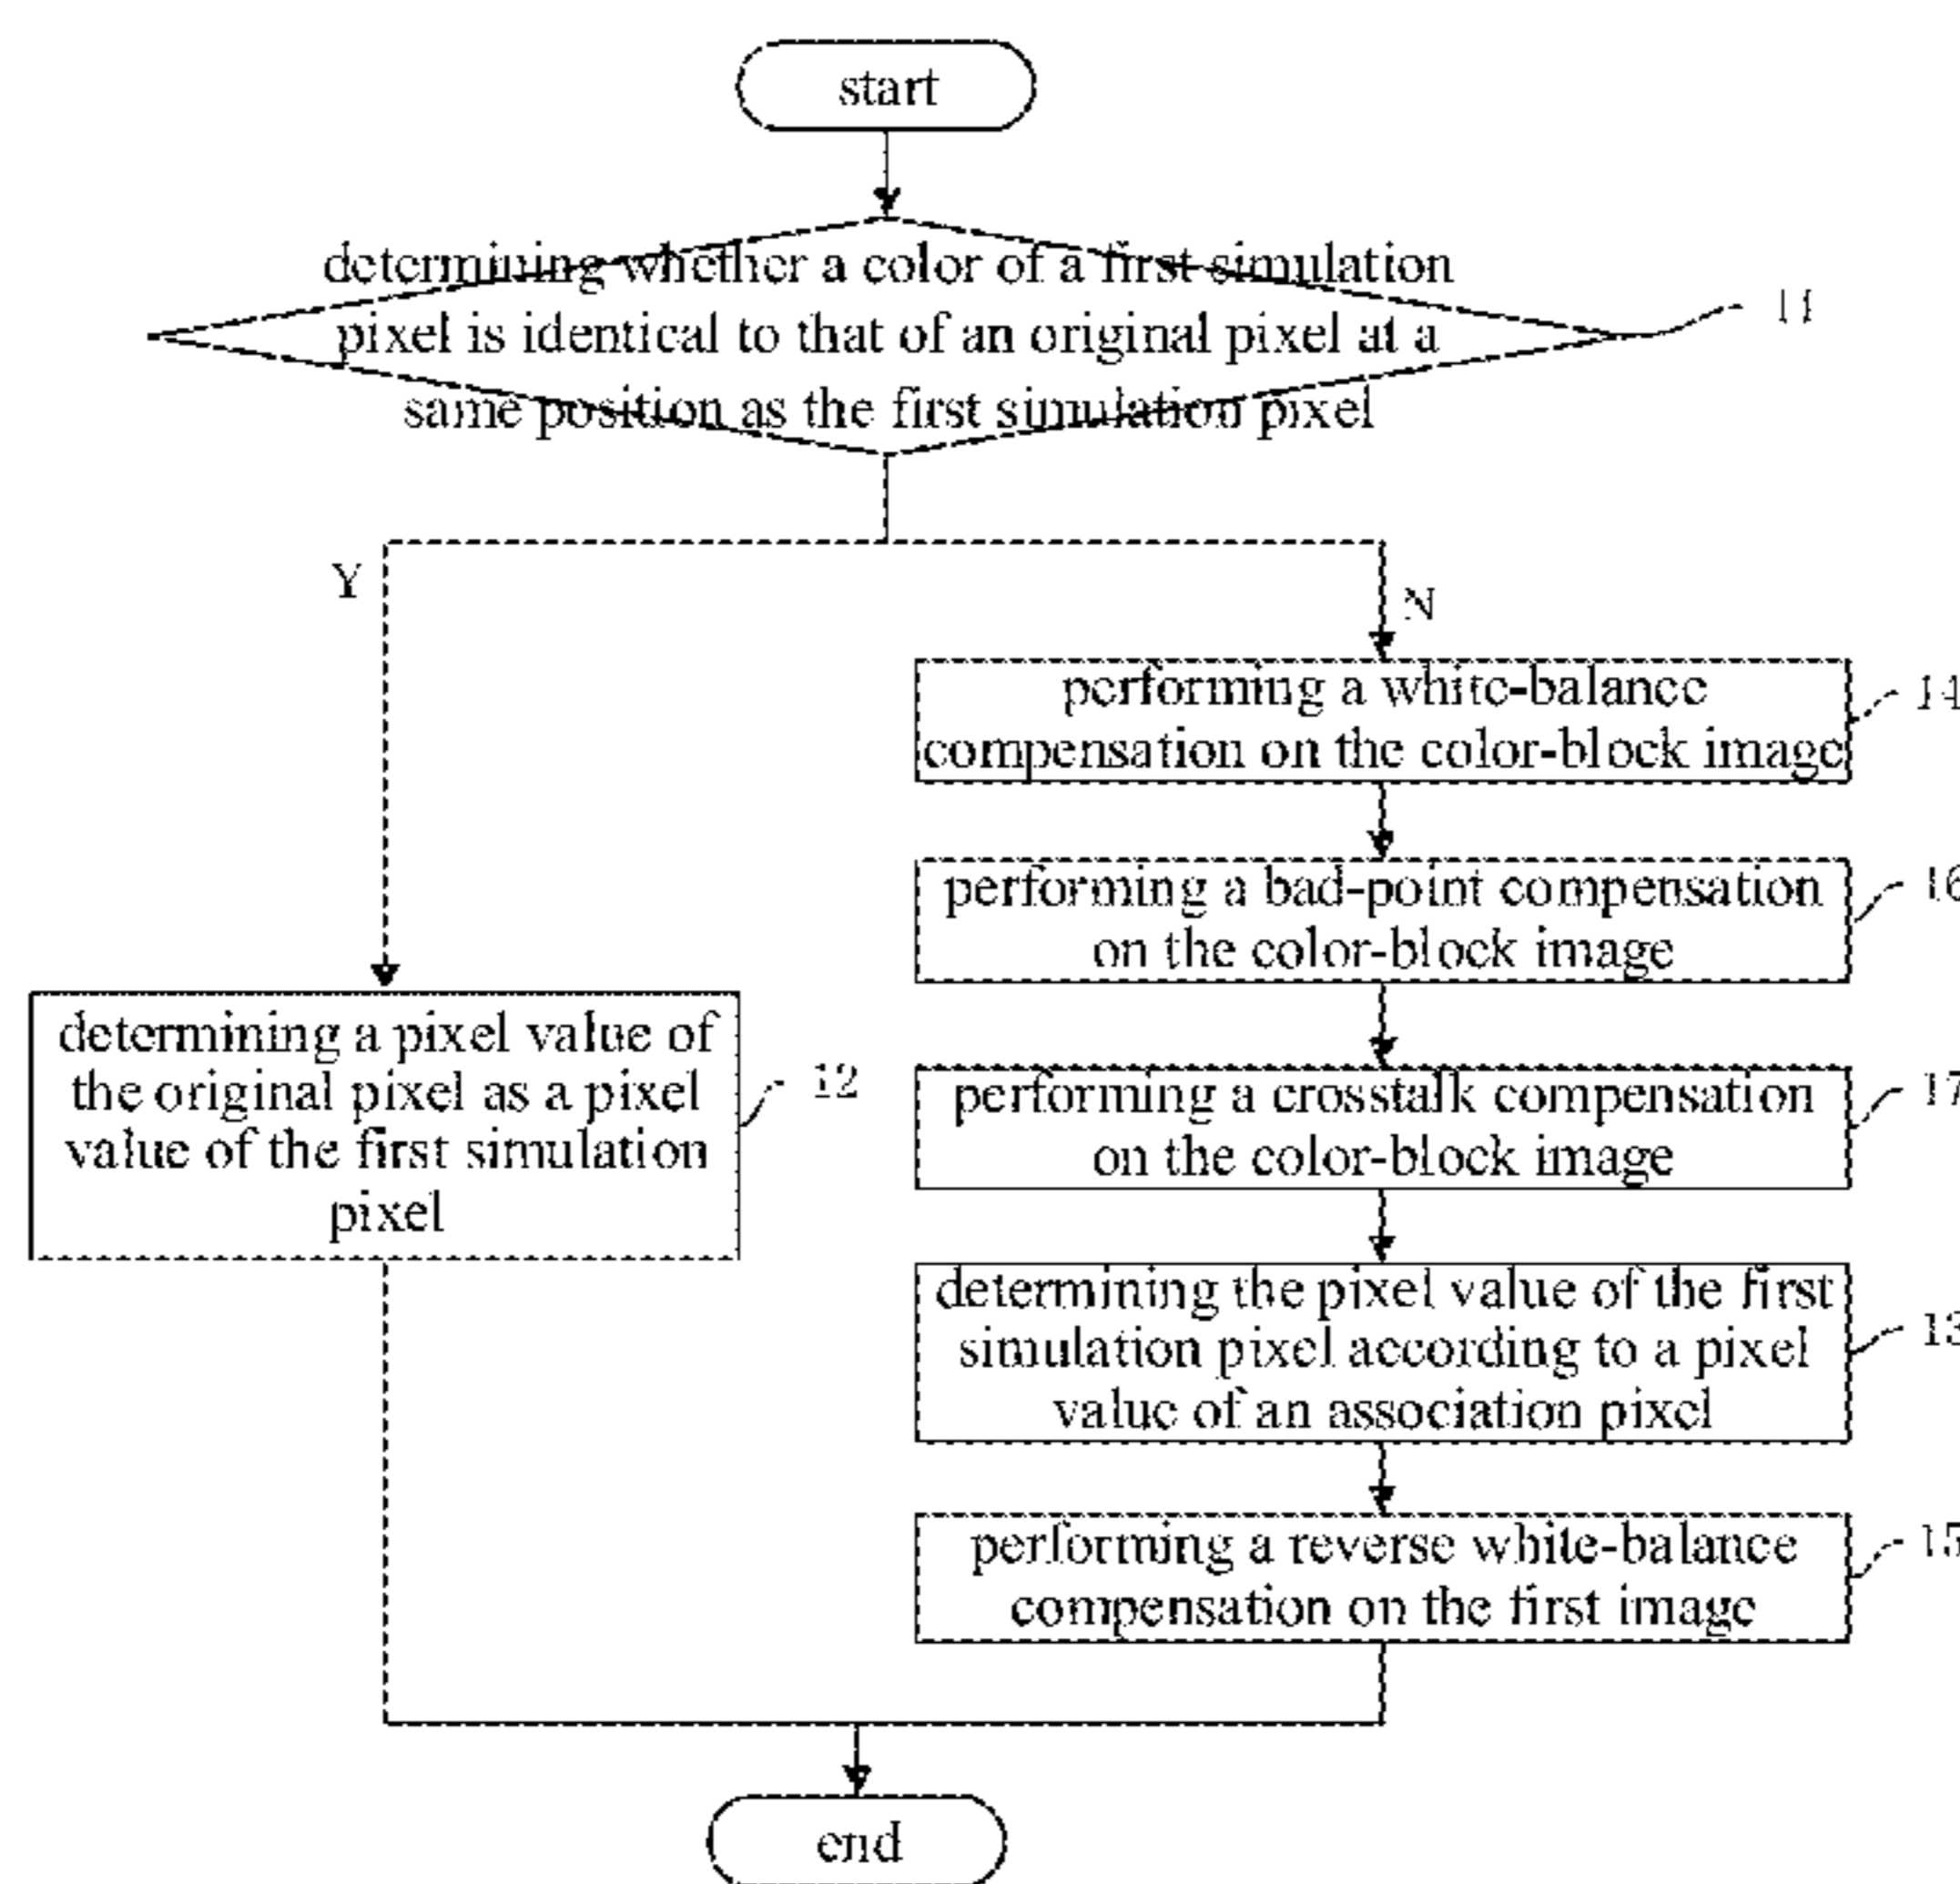 start
determining whether a color of a first simulation
pixel is identical to that of an original pixel at a
same position as the first simulation pixel
11
Y
N
performing a white-balance
compensation on the color-block image
14
performing a bad-point compensation
on the color-block image
16
determining a pixel value of
the original pixel as a pixel
value of the first simulation
pixel
12
performing a crosstalk compensation
on the color-block image
17
determining the pixel value of the first
simulation pixel according to a pixel
value of an association pixel
13
performing a reverse white-balance
compensation on the first image
15
end